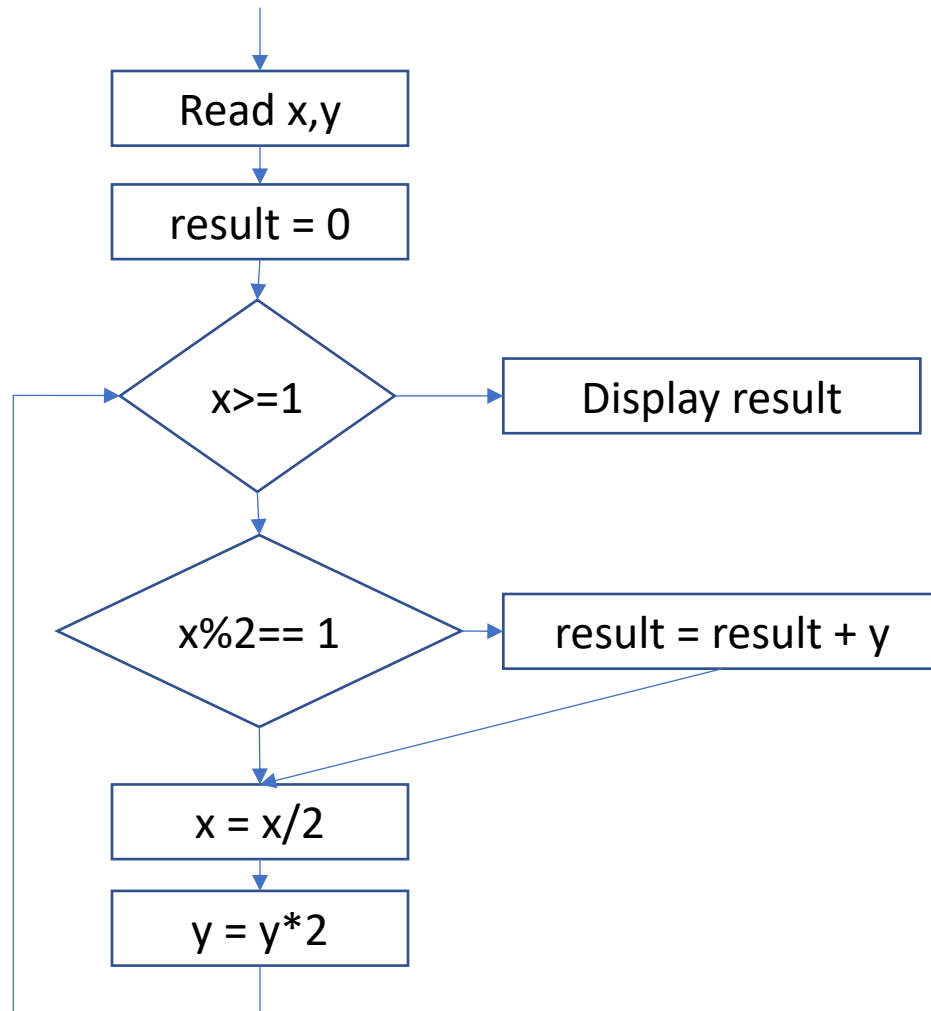 Read x,y
result = 0
x>=1
Display result
x%2== 1
result = result + y
x = x/2
y = y*2